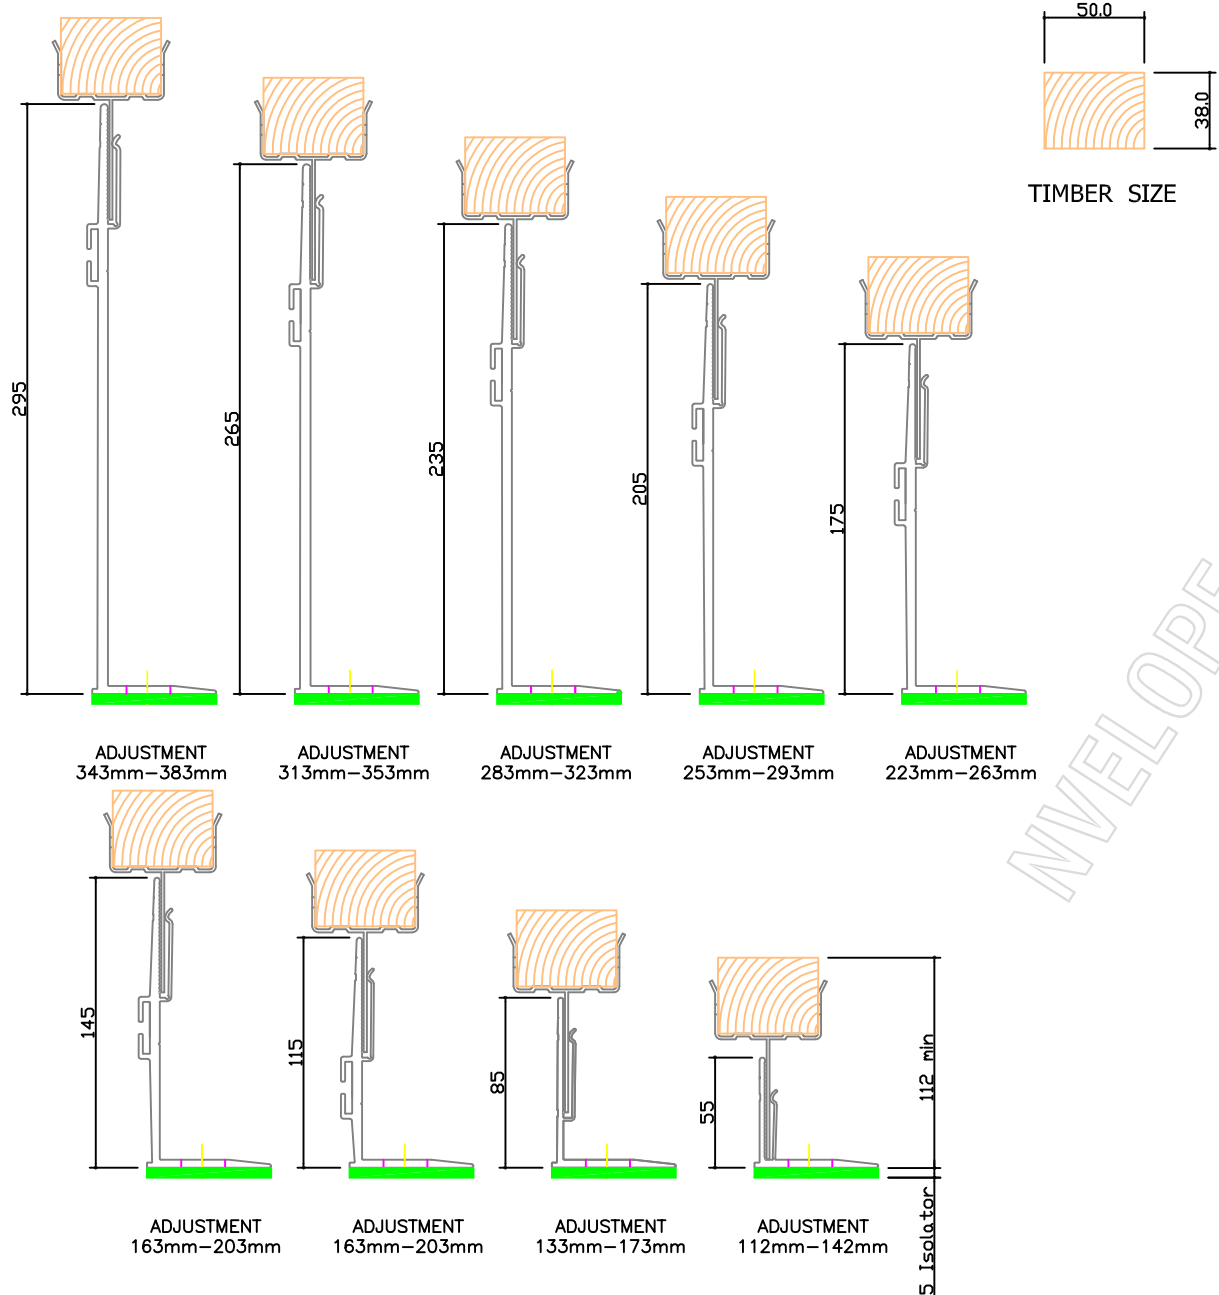 50.0
38.0
TIMBER SIZE
295
265
235
205
175
ADJUSTMENT
343mm-383mm
ADJUSTMENT
313mm-353mm
ADJUSTMENT
283mm-323mm
ADJUSTMENT
253mm-293mm
ADJUSTMENT
223mm-263mm
NVELOPE
145
115
85
55
112 min
5 Isolator
ADJUSTMENT
163mm-203mm
ADJUSTMENT
163mm-203mm
ADJUSTMENT
133mm-173mm
ADJUSTMENT
112mm-142mm